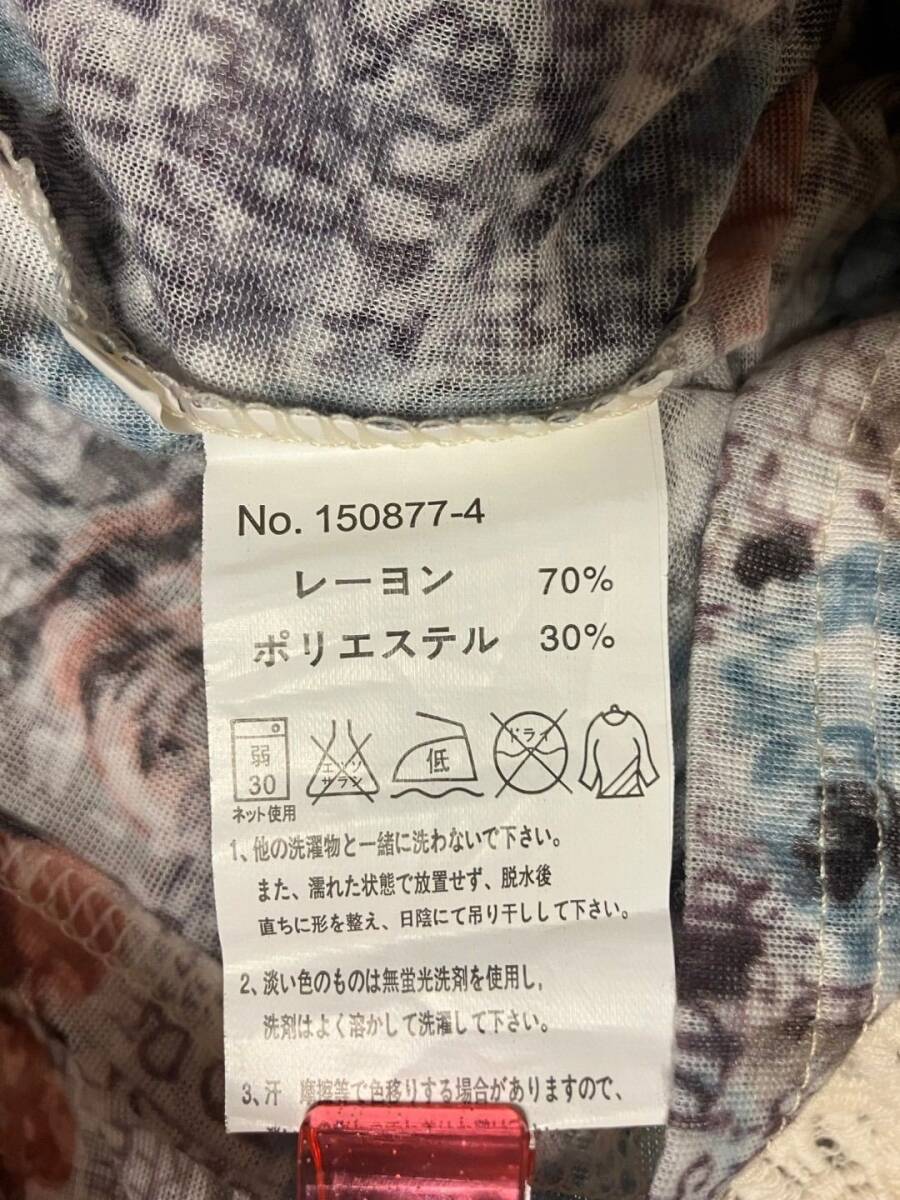 No. 150877-4
レーヨン 70%
ポリエステル 30%
弱
30
ネット使用
エンソ
サラシ
低
ドライ
1、他の洗濯物と一緒に洗わないで下さい。
また、濡れた状態で放置せず、脱水後
直ちに形を整え、日陰にて吊り干しして下さい。
2、淡い色のものは無蛍光洗剤を使用し,
洗剤はよく溶かして洗濯して下さい。
3、汗 摩擦等で色移りする場合がありますので、